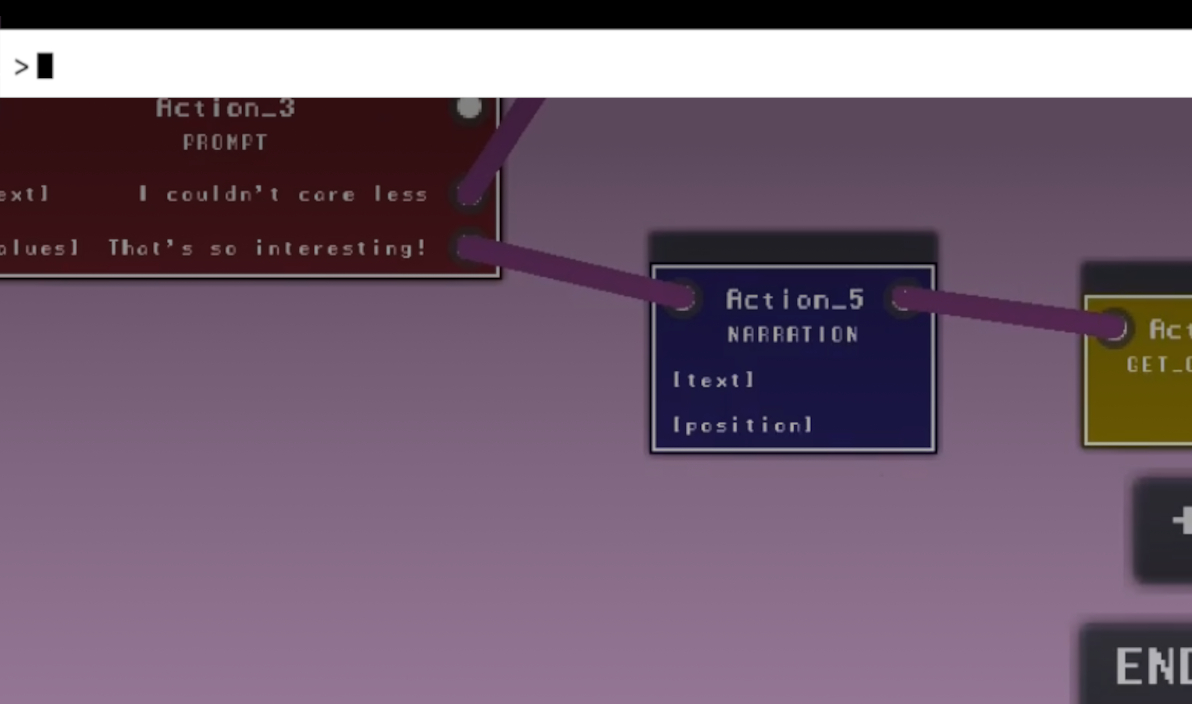 >
Action_3
PROMPT
ext] I couldn't care less
alues] That's so interesting!
Action_5
NARRATION
[text]
[position]
Act
GET_
+
END